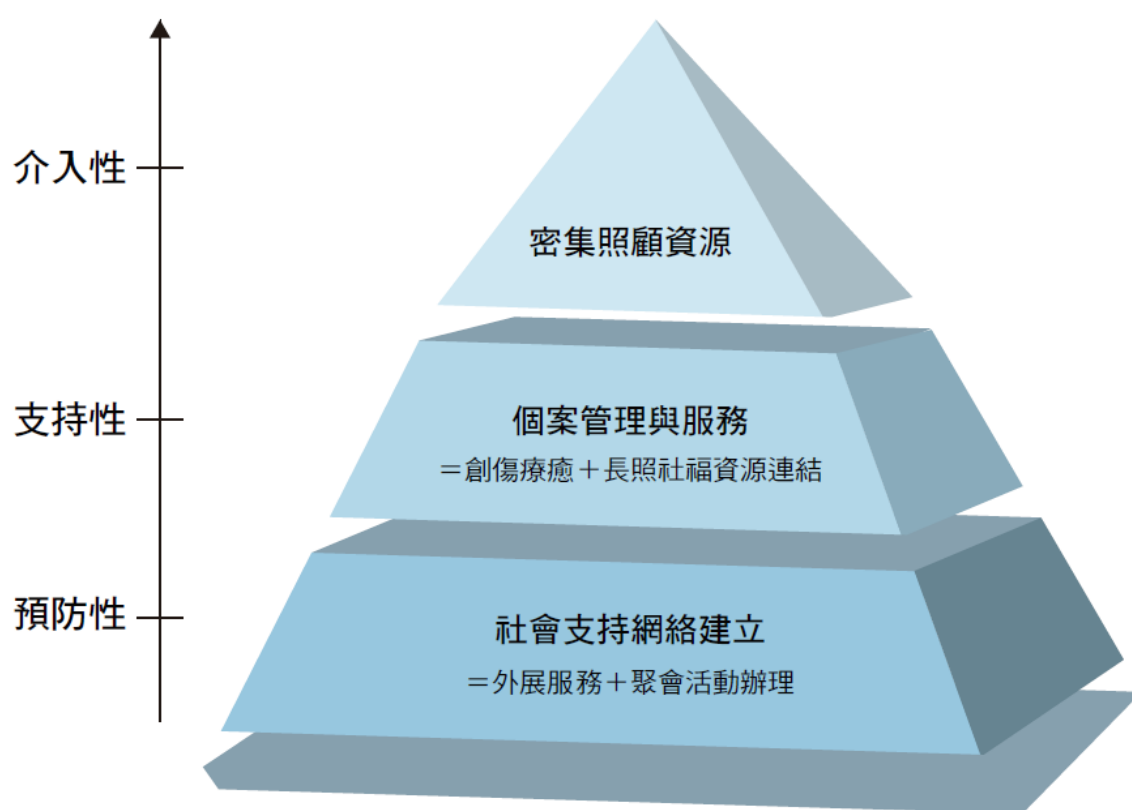 介入性
密集照顧資源
支持性
個案管理與服務
＝創傷療癒＋長照社福資源連結
預防性
社會支持網絡建立
＝外展服務＋聚會活動辦理